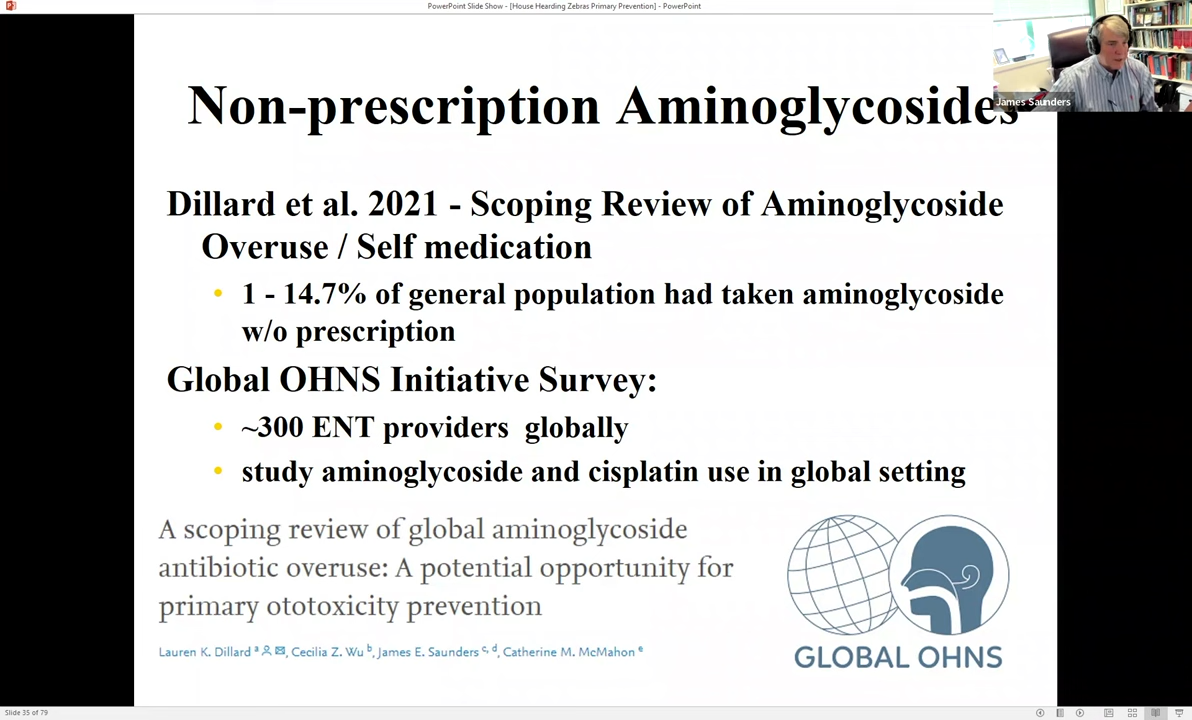 PowerPoint Slide Show - [House Hearding Zebras Primary Prevention] - PowerPoint
James Saunders
Non-prescription Aminoglycosides
Dillard et al. 2021 - Scoping Review of Aminoglycoside
Overuse / Self medication
• 1 - 14.7% of general population had taken aminoglycoside
w/o prescription
Global OHNS Initiative Survey:
• ~300 ENT providers globally
• study aminoglycoside and cisplatin use in global setting
A scoping review of global aminoglycoside
antibiotic overuse: A potential opportunity for
primary ototoxicity prevention
Lauren K. Dillard a, Cecilia Z. Wu b, James E. Saunders c, d, Catherine M. McMahon e
GLOBAL OHNS
Slide 35 of 79